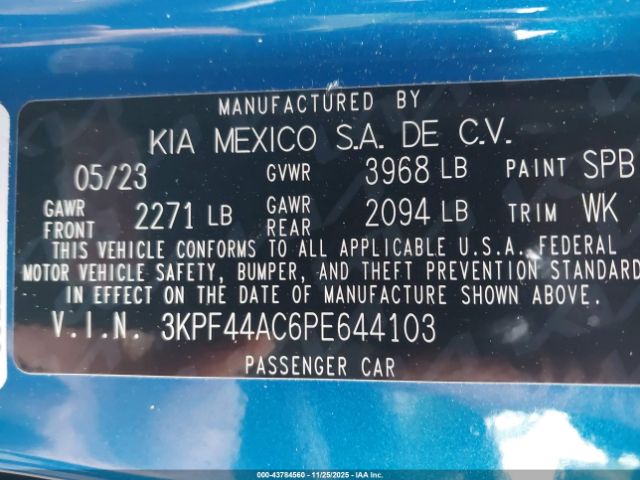 MANUFACTURED BY
KIA MEXICO S.A. DE C.V.
05/23 GVWR 3968 LB PAINT SPB
GAWR FRONT 2271 LB GAWR REAR 2094 LB TRIM WK
THIS VEHICLE CONFORMS TO ALL APPLICABLE U.S.A. FEDERAL
MOTOR VEHICLE SAFETY, BUMPER, AND THEFT PREVENTION STANDARD
IN EFFECT ON THE DATE OF MANUFACTURE SHOWN ABOVE.
V.I.N. 3KPF44AC6PE644103
PASSENGER CAR
000-43784560 - 11/25/2025 - IAA